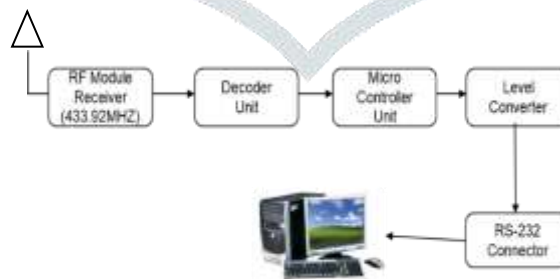 RF Module
Receiver
(433.92MHZ)
Decoder
Unit
Micro
Controller
Unit
Level
Converter
RS-232
Connector